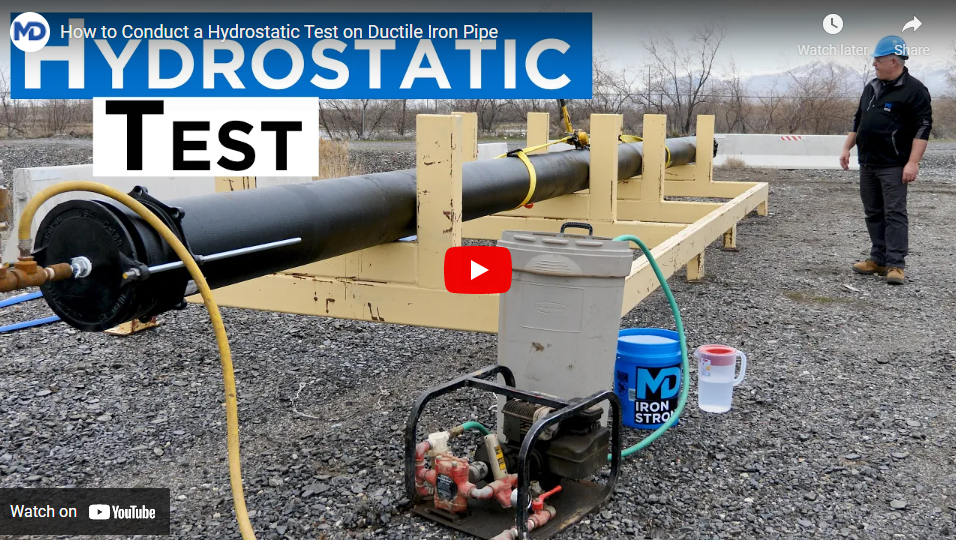 MD
How to Conduct a Hydrostatic Test on Ductile Iron Pipe
HYDROSTATIC
TEST
Watch later
Share
MD
IRON
STRON
Watch on YouTube